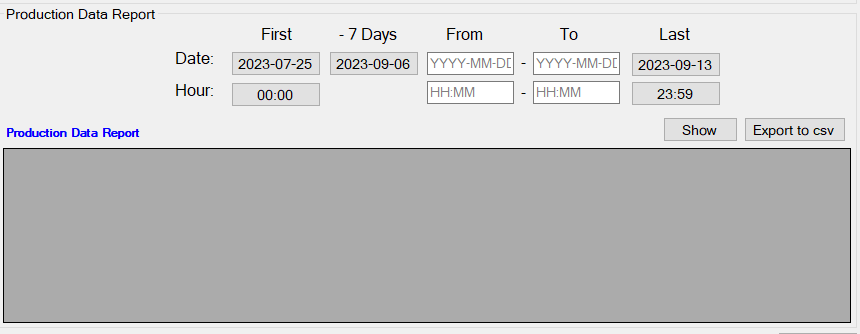 Production Data Report
First - 7 Days From To Last
Date: 2023-07-25 2023-09-06 YYYY-MM-DD - YYYY-MM-DD 2023-09-13
Hour: 00:00 HH:MM - HH:MM 23:59
Production Data Report Show Export to csv